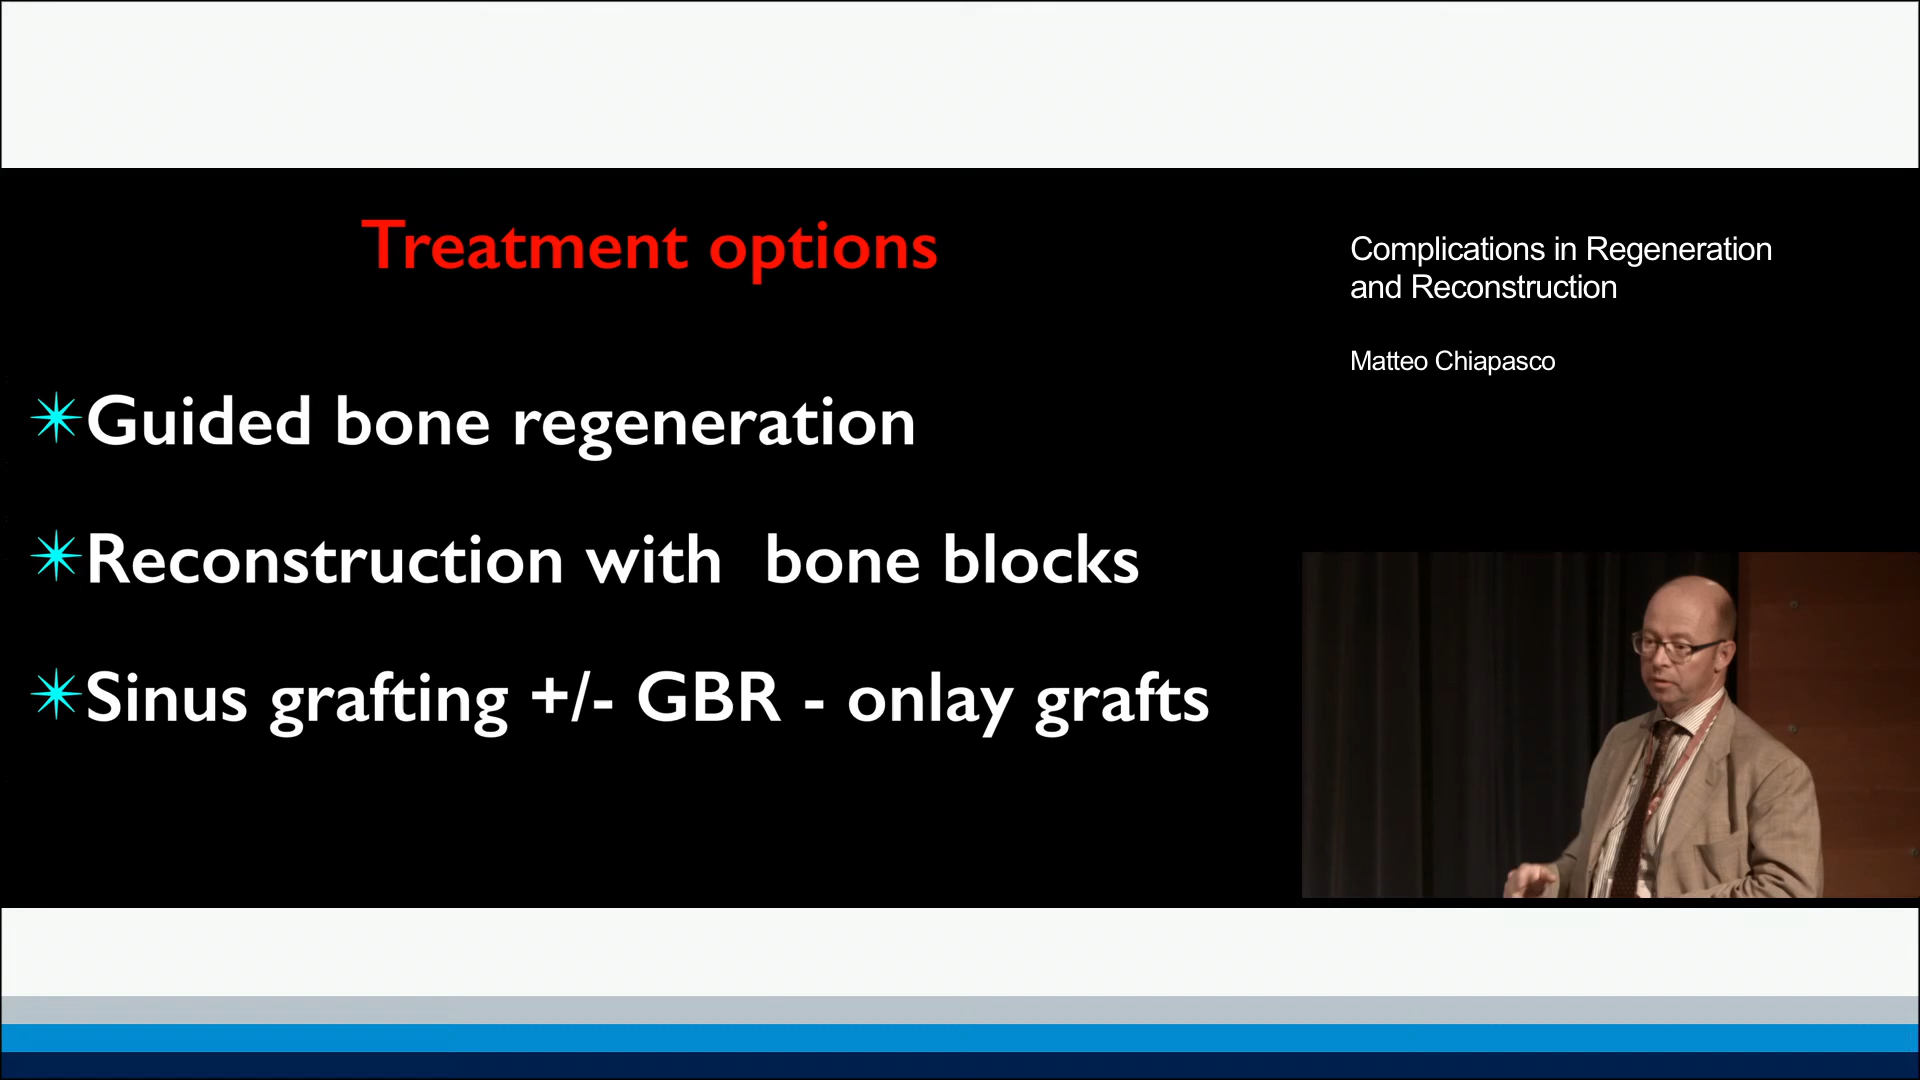 Treatment options
Guided bone regeneration
Reconstruction with  bone blocks
Sinus grafting +/- GBR - onlay grafts
Complications in Regeneration
and Reconstruction
Matteo Chiapasco